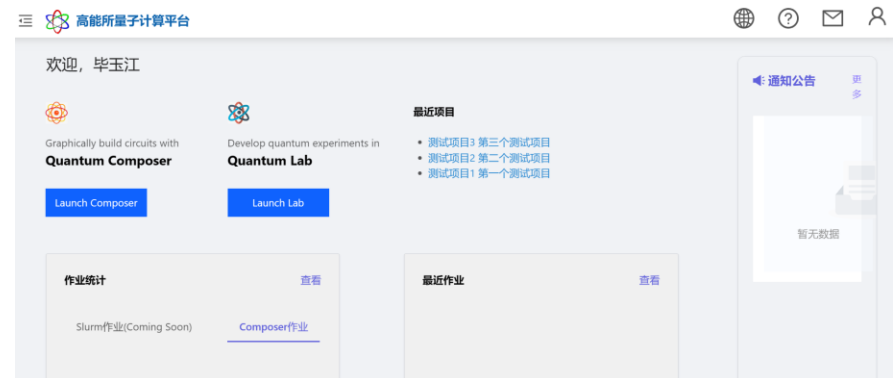 高能所量子计算平台
欢迎，毕玉江
Graphically build circuits with
Quantum Composer
Launch Composer
Develop quantum experiments in
Quantum Lab
Launch Lab
最近项目
测试项目3 第三个测试项目
测试项目2 第二个测试项目
测试项目1 第一个测试项目
通知公告
更
多
暂无数据
作业统计
查看
Slurm作业(Coming Soon)
Composer作业
最近作业
查看